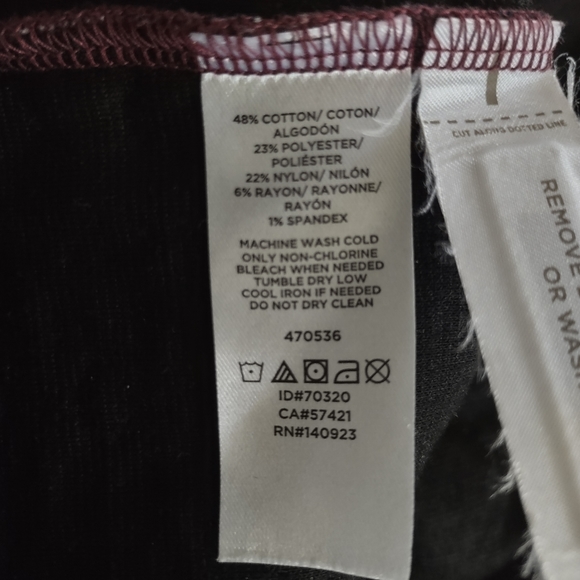 48% COTTON/ COTON/
ALGODÓN
23% POLYESTER/
POLIÉSTER
22% NYLON/ NILÓN
6% RAYON/ RAYONNE/
RAYÓN
1% SPANDEX
MACHINE WASH COLD
ONLY NON-CHLORINE
BLEACH WHEN NEEDED
TUMBLE DRY LOW
COOL IRON IF NEEDED
DO NOT DRY CLEAN
470536
ID#70320
CA#57421
RN#140923
CUT ALONG DOTTED LINE
REMOVE
OR WASH